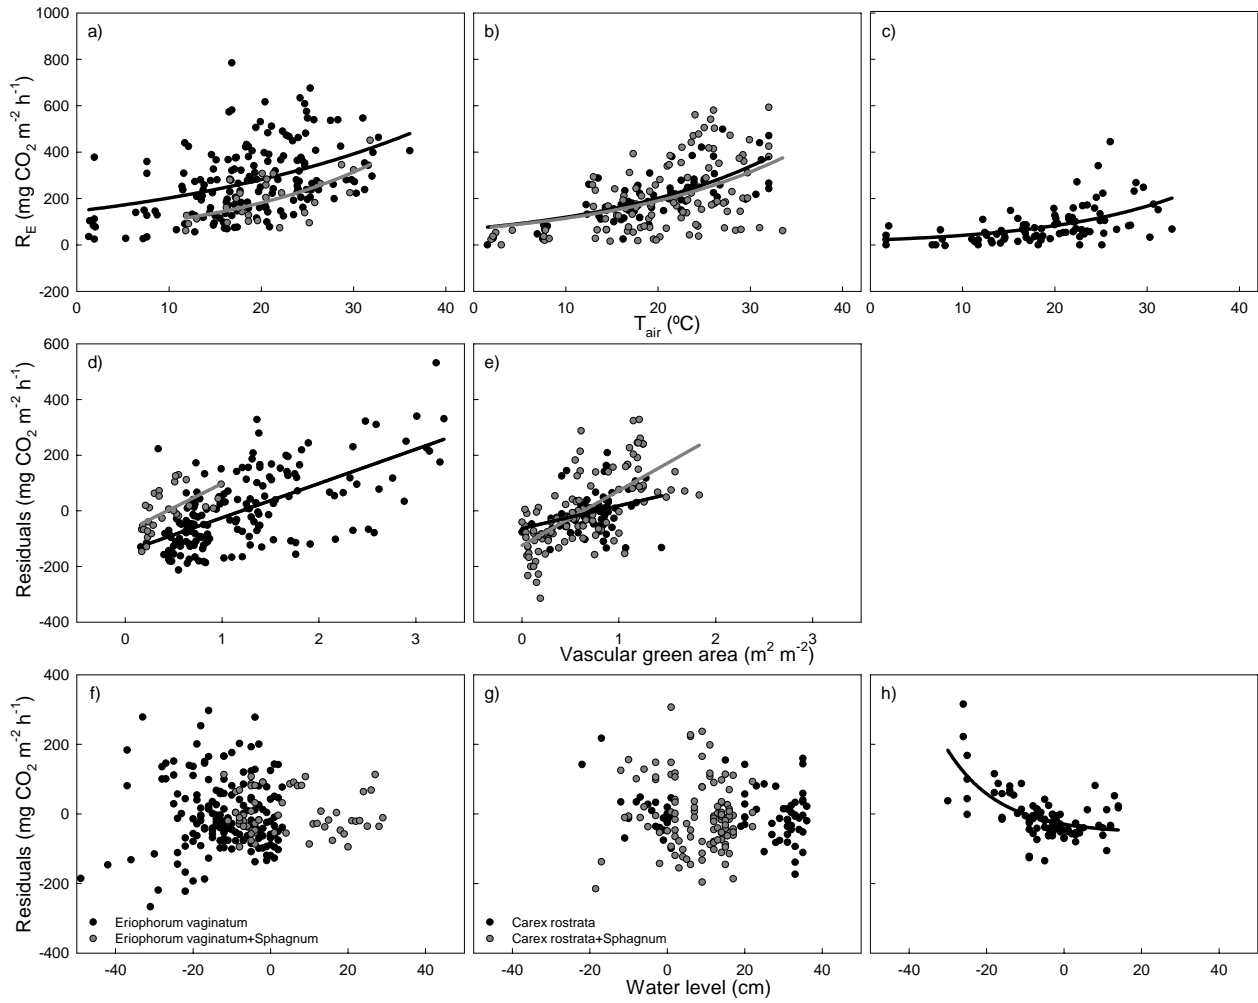 a)
b)
c)
1000
800
600
400
200
0
-200
R_E (mg CO₂ m⁻² h⁻¹)
0 10 20 30 40
0 10 20 30 40
0 10 20 30 40
T_air (ºC)
d)
e)
600
400
200
0
-200
-400
Residuals (mg CO₂ m⁻² h⁻¹)
0 1 2 3
0 1 2 3
Vascular green area (m² m⁻²)
f)
g)
h)
400
200
0
-200
-400
Residuals (mg CO₂ m⁻² h⁻¹)
Eriophorum vaginatum
Eriophorum vaginatum+Sphagnum
Carex rostrata
Carex rostrata+Sphagnum
-40 -20 0 20 40
-40 -20 0 20 40
-40 -20 0 20 40
Water level (cm)